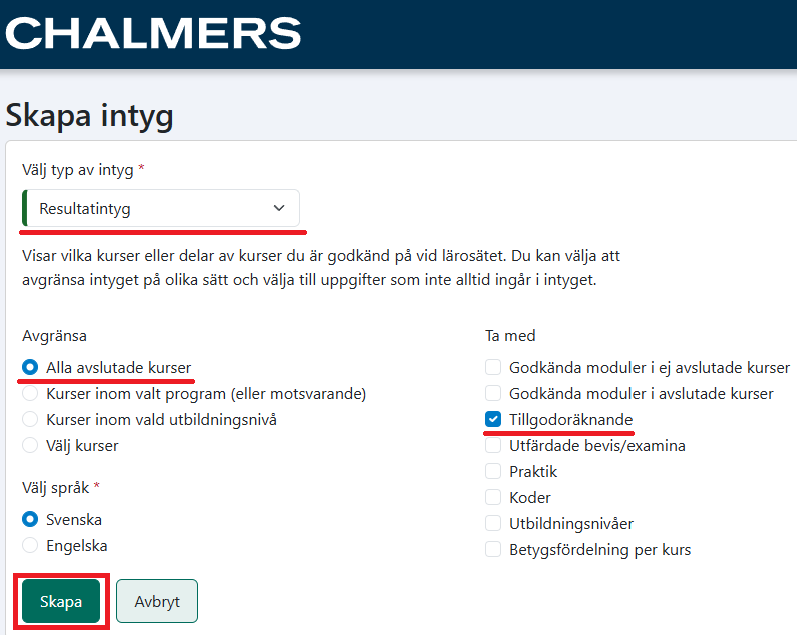 CHALMERS
Skapa intyg
Välj typ av intyg *
Resultatintyg
Visar vilka kurser eller delar av kurser du är godkänd på vid lärosätet. Du kan välja att
avgränsa intyget på olika sätt och välja till uppgifter som inte alltid ingår i intyget.
Avgränsa
Alla avslutade kurser
Kurser inom valt program (eller motsvarande)
Kurser inom vald utbildningsnivå
Välj kurser
Välj språk *
Svenska
Engelska
Ta med
Godkända moduler i ej avslutade kurser
Godkända moduler i avslutade kurser
Tillgodoräknande
Utfärdade bevis/examina
Praktik
Koder
Utbildningsnivåer
Betygsfördelning per kurs
Skapa
Avbryt